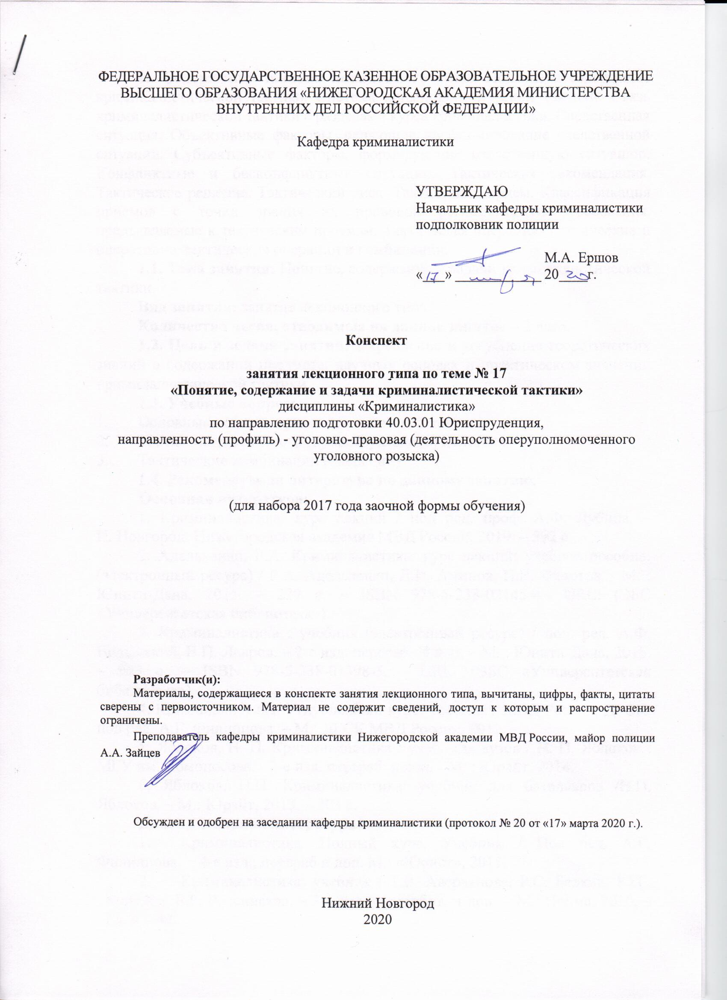 ФЕДЕРАЛЬНОЕ ГОСУДАРСТВЕННОЕ КАЗЕННОЕ ОБРАЗОВАТЕЛЬНОЕ УЧРЕЖДЕНИЕ
ВЫСШЕГО ОБРАЗОВАНИЯ «НИЖЕГОРОДСКАЯ АКАДЕМИЯ МИНИСТЕРСТВА
ВНУТРЕННИХ ДЕЛ РОССИЙСКОЙ ФЕДЕРАЦИИ»
Кафедра криминалистики
УТВЕРЖДАЮ
Начальник кафедры криминалистики
подполковник полиции
М.А. Ершов
«17» марта 2020 г.
Конспект
занятия лекционного типа по теме № 17
«Понятие, содержание и задачи криминалистической тактики»
дисциплины «Криминалистика»
по направлению подготовки 40.03.01 Юриспруденция,
направленность (профиль) - уголовно-правовая (деятельность оперуполномоченного
уголовного розыска)
(для набора 2017 года заочной формы обучения)
Разработчик(и):
Материалы, содержащиеся в конспекте занятия лекционного типа, вычитаны, цифры, факты, цитаты
сверены с первоисточником. Материал не содержит сведений, доступ к которым и распространение
ограничены.
Преподаватель кафедры криминалистики Нижегородской академии МВД России, майор полиции
А.А. Зайцев
Обсужден и одобрен на заседании кафедры криминалистики (протокол № 20 от «17» марта 2020 г.).
Нижний Новгород
2020